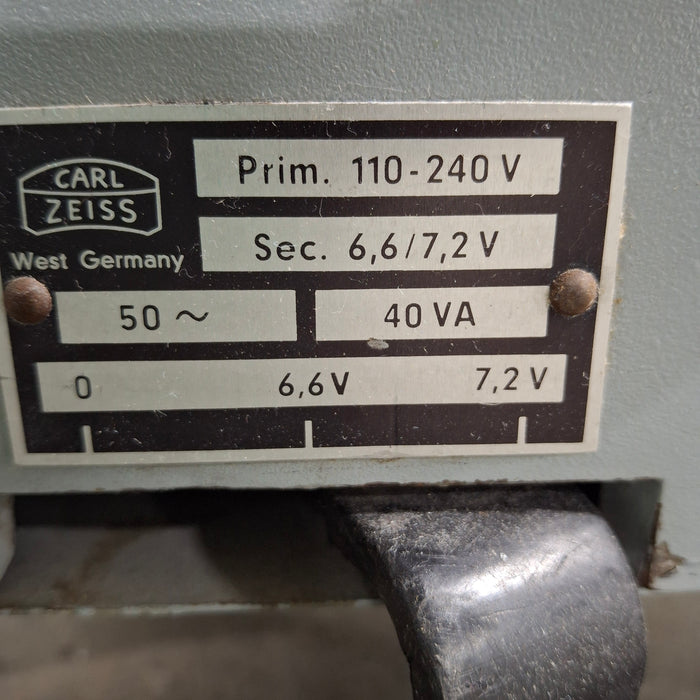 CARL
ZEISS
West Germany
Prim. 110-240 V
Sec. 6,6/7,2 V
50 ~
40 VA
0 6,6V 7,2 V